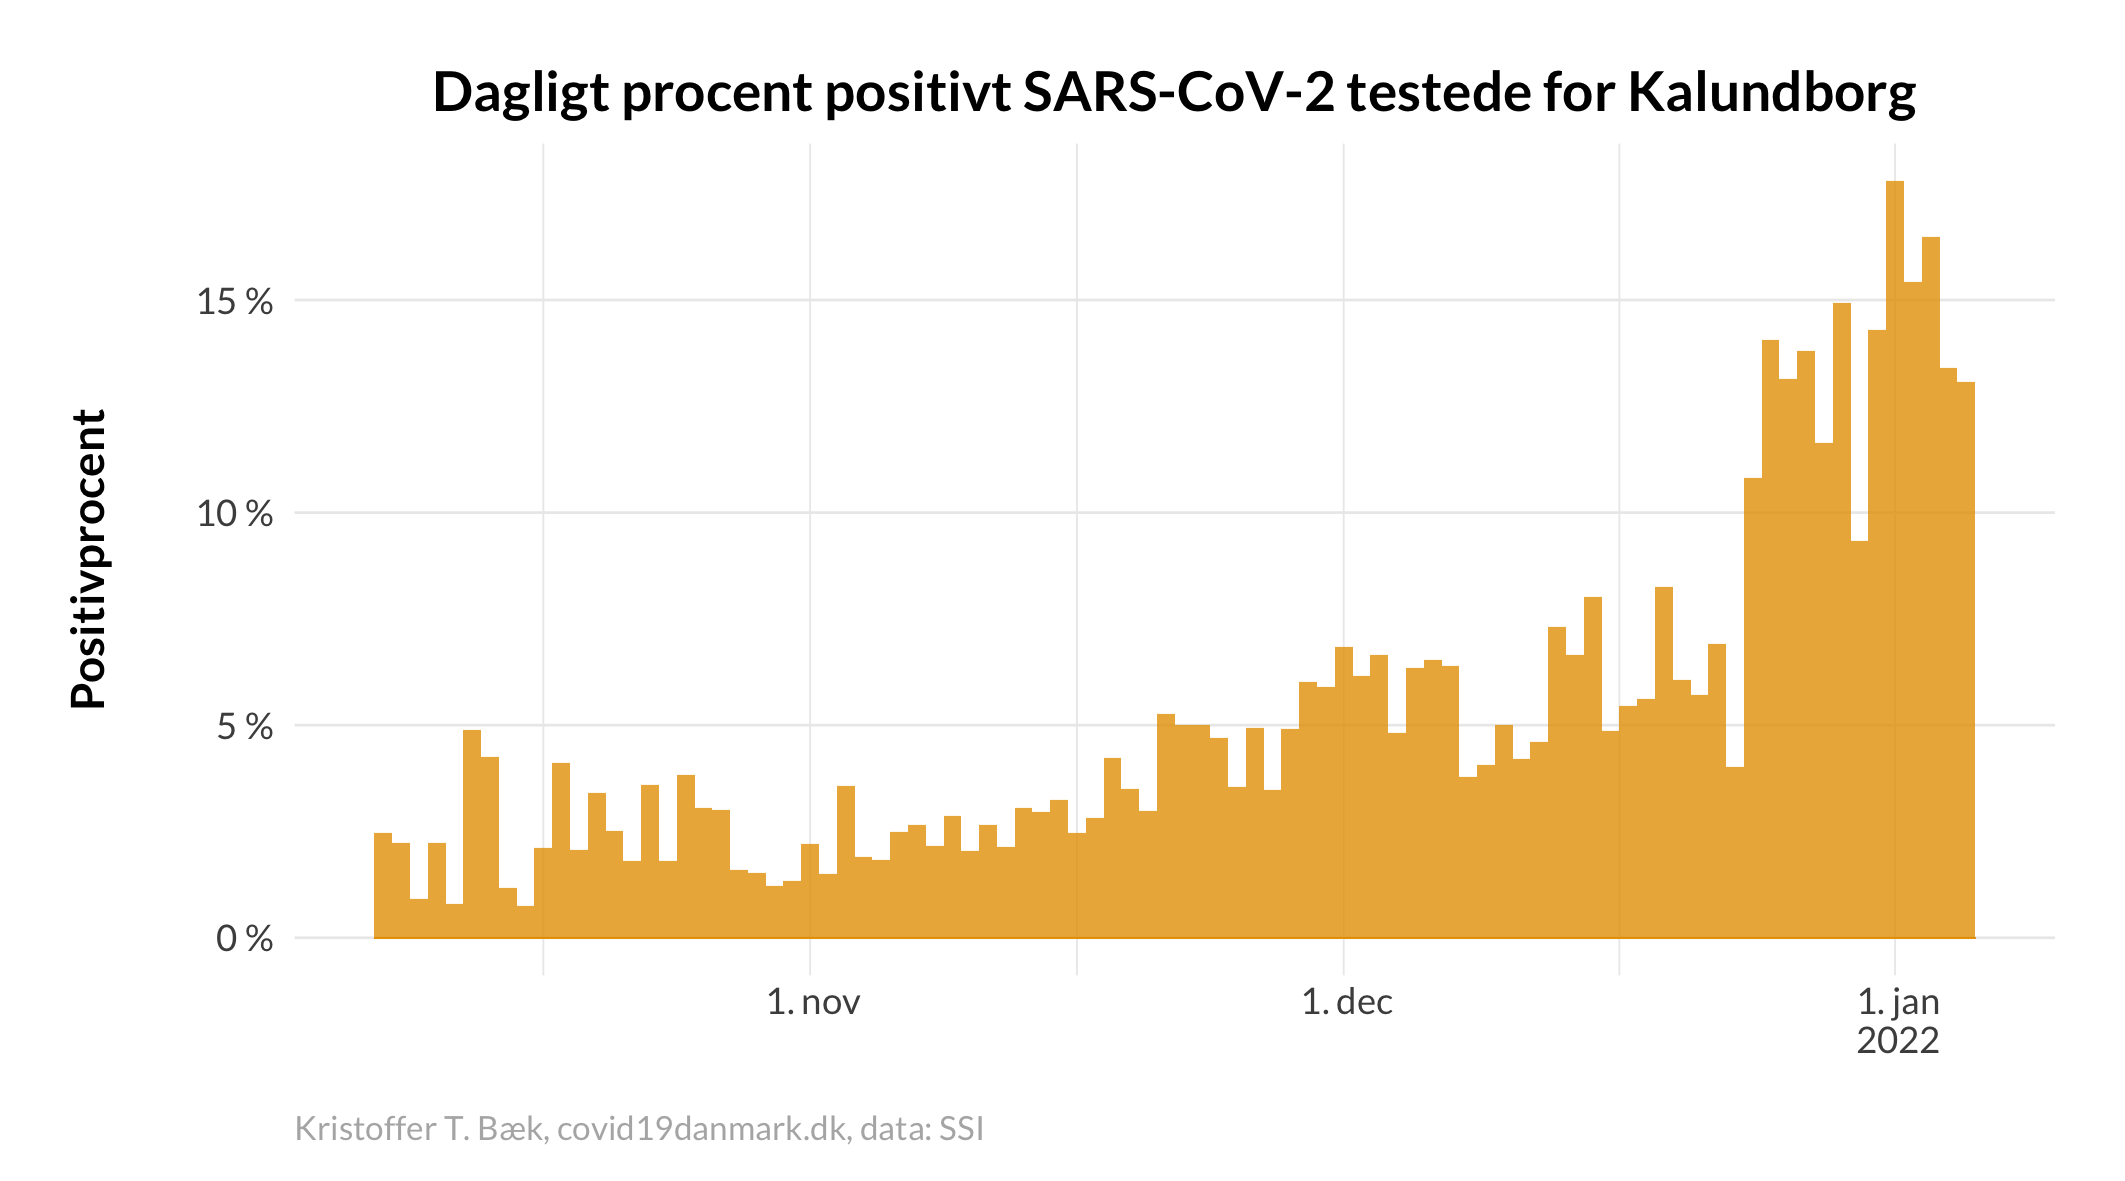 Dagligt procent positivt SARS-CoV-2 testede for Kalundborg
Positivprocent
15 %
10 %
5 %
0 %
1. nov
1. dec
1. jan
2022
Kristoffer T. Bæk, covid19danmark.dk, data: SSI